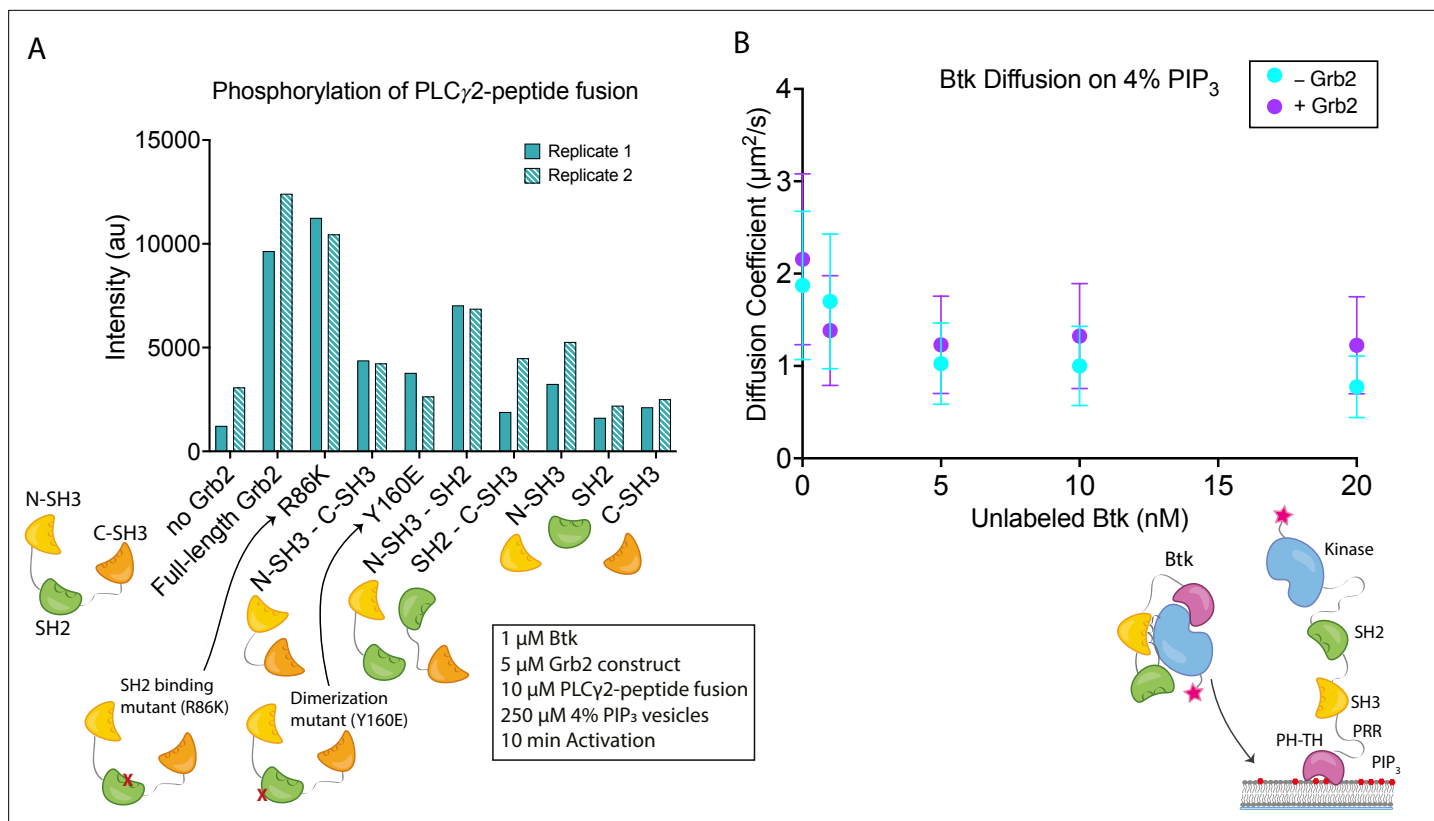 A
Phosphorylation of PLCγ2-peptide fusion
Replicate 1
Replicate 2
Intensity (au)
15000
10000
5000
0
no Grb2
Full-length Grb2
R86K
N-SH3 - C-SH3
Y160E
N-SH3 - SH2
SH2 - C-SH3
N-SH3
SH2
C-SH3
N-SH3
C-SH3
SH2
SH2 binding
mutant (R86K)
X
Dimerization
mutant (Y160E)
X
1 µM Btk
5 µM Grb2 construct
10 µM PLCγ2-peptide fusion
250 µM 4% PIP₃ vesicles
10 min Activation
B
Btk Diffusion on 4% PIP₃
– Grb2
+ Grb2
Diffusion Coefficient (µm²/s)
4
3
2
1
0
0
5
10
15
20
Unlabeled Btk (nM)
Btk
Kinase
SH2
SH3
PRR
PH-TH
PIP₃